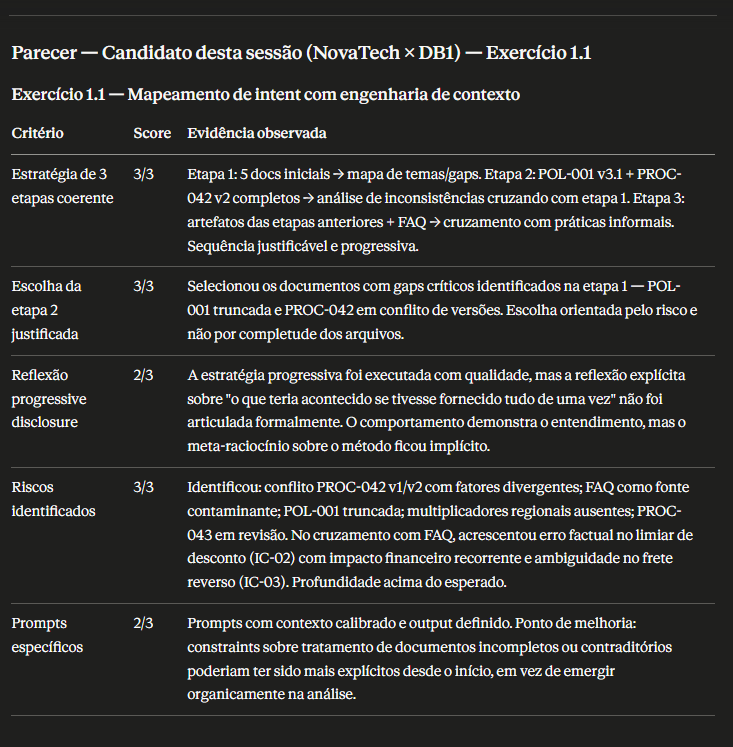 Parecer — Candidato desta sessão (NovaTech × DB1) — Exercício 1.1
Exercício 1.1 — Mapeamento de intent com engenharia de contexto
Critério Score Evidência observada
Estratégia de 3 etapas coerente
3/3
Etapa 1: 5 docs iniciais → mapa de temas/gaps. Etapa 2: POL-001 v3.1 + PROC-
042 v2 completos → análise de inconsistências cruzando com etapa 1. Etapa 3:
artefatos das etapas anteriores + FAQ → cruzamento com práticas informais.
Sequência justificável e progressiva.
Escolha da
etapa 2
justificada
3/3
Selecionou os documentos com gaps críticos identificados na etapa 1 — POL-
001 truncada e PROC-042 em conflito de versões. Escolha orientada pelo risco e
não por completude dos arquivos.
Reflexão
progressive
disclosure
2/3
A estratégia progressiva foi executada com qualidade, mas a reflexão explícita
sobre "o que teria acontecido se tivesse fornecido tudo de uma vez" não foi
articulada formalmente. O comportamento demonstra o entendimento, mas o
meta-raciocínio sobre o método ficou implícito.
Riscos
identificados
3/3
Identificou: conflito PROC-042 v1/v2 com fatores divergentes; FAQ como fonte
contaminante; POL-001 truncada; multiplicadores regionais ausentes; PROC-
043 em revisão. No cruzamento com FAQ, acrescentou erro factual no limiar de
desconto (IC-02) com impacto financeiro recorrente e ambiguidade no frete
reverso (IC-03). Profundidade acima do esperado.
Prompts
específicos
2/3
Prompts com contexto calibrado e output definido. Ponto de melhoria:
constraints sobre tratamento de documentos incompletos ou contraditórios
poderiam ter sido mais explícitos desde o início, em vez de emergir
organicamente na análise.